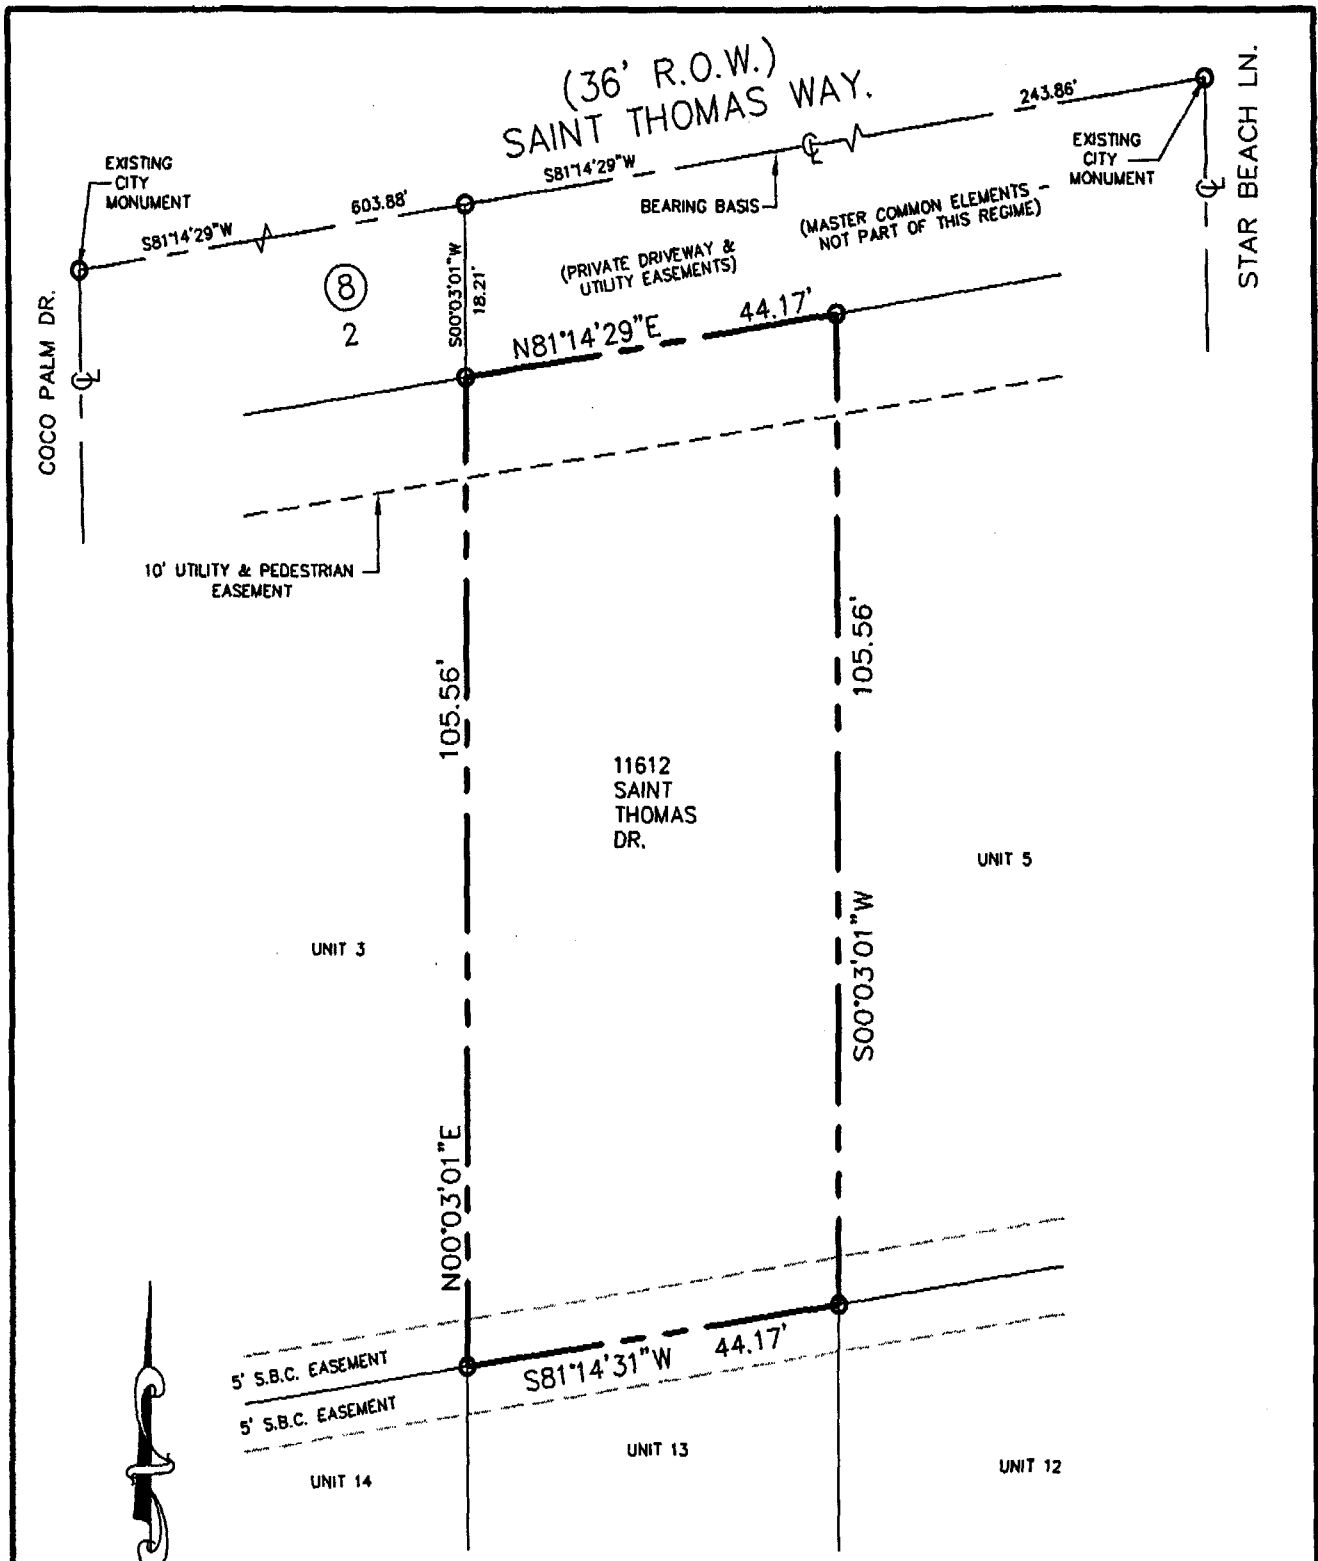 (36' R.O.W.)
SAINT THOMAS WAY.
STAR BEACH LN.
243.86'
EXISTING
CITY
MONUMENT
EXISTING
CITY
MONUMENT
S81°14'29"W
603.88'
S81°14'29"W
BEARING BASIS
(MASTER COMMON ELEMENTS -
NOT PART OF THIS REGIME)
(PRIVATE DRIVEWAY &
UTILITY EASEMENTS)
8
2
S00°03'01"W
18.21'
N81°14'29"E
44.17'
COCO PALM DR.
10' UTILITY & PEDESTRIAN
EASEMENT
105.56'
105.56'
11612
SAINT
THOMAS
DR.
UNIT 5
UNIT 3
S00°03'01"W
N00°03'01"E
5' S.B.C. EASEMENT
5' S.B.C. EASEMENT
S81°14'31"W
44.17'
UNIT 14
UNIT 13
UNIT 12